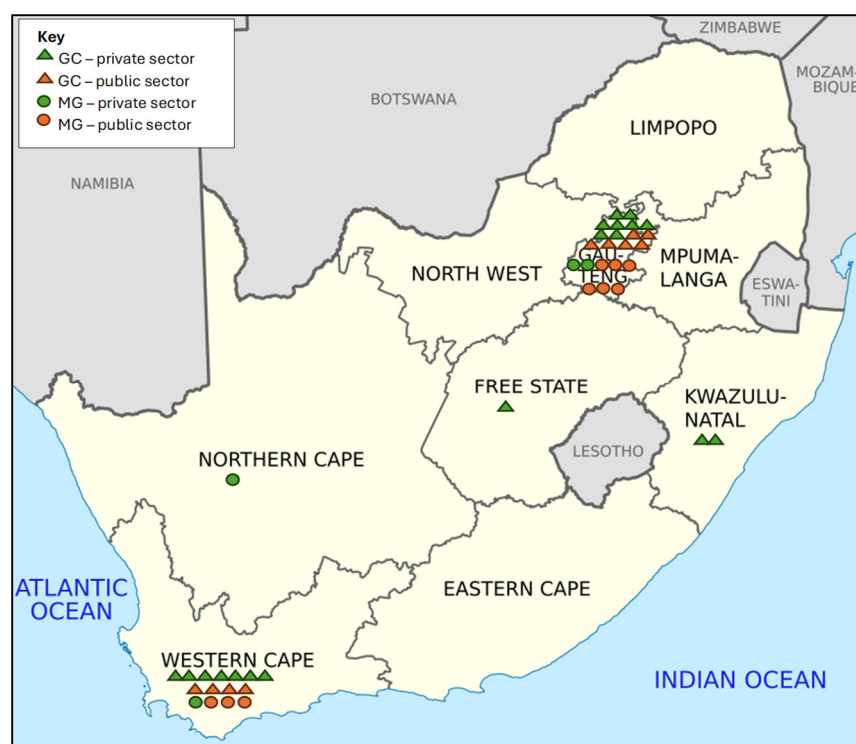 Key
GC – private sector
GC – public sector
MG – private sector
MG – public sector
ZIMBABWE
MOZAM-
BIQUE
BOTSWANA
LIMPOPO
NAMIBIA
GAU-
TENG
NORTH WEST
MPUMA-
LANGA
ESWA-
TINI
FREE STATE
KWAZULU-
NATAL
LESOTHO
NORTHERN CAPE
EASTERN CAPE
ATLANTIC
OCEAN
WESTERN CAPE
INDIAN OCEAN